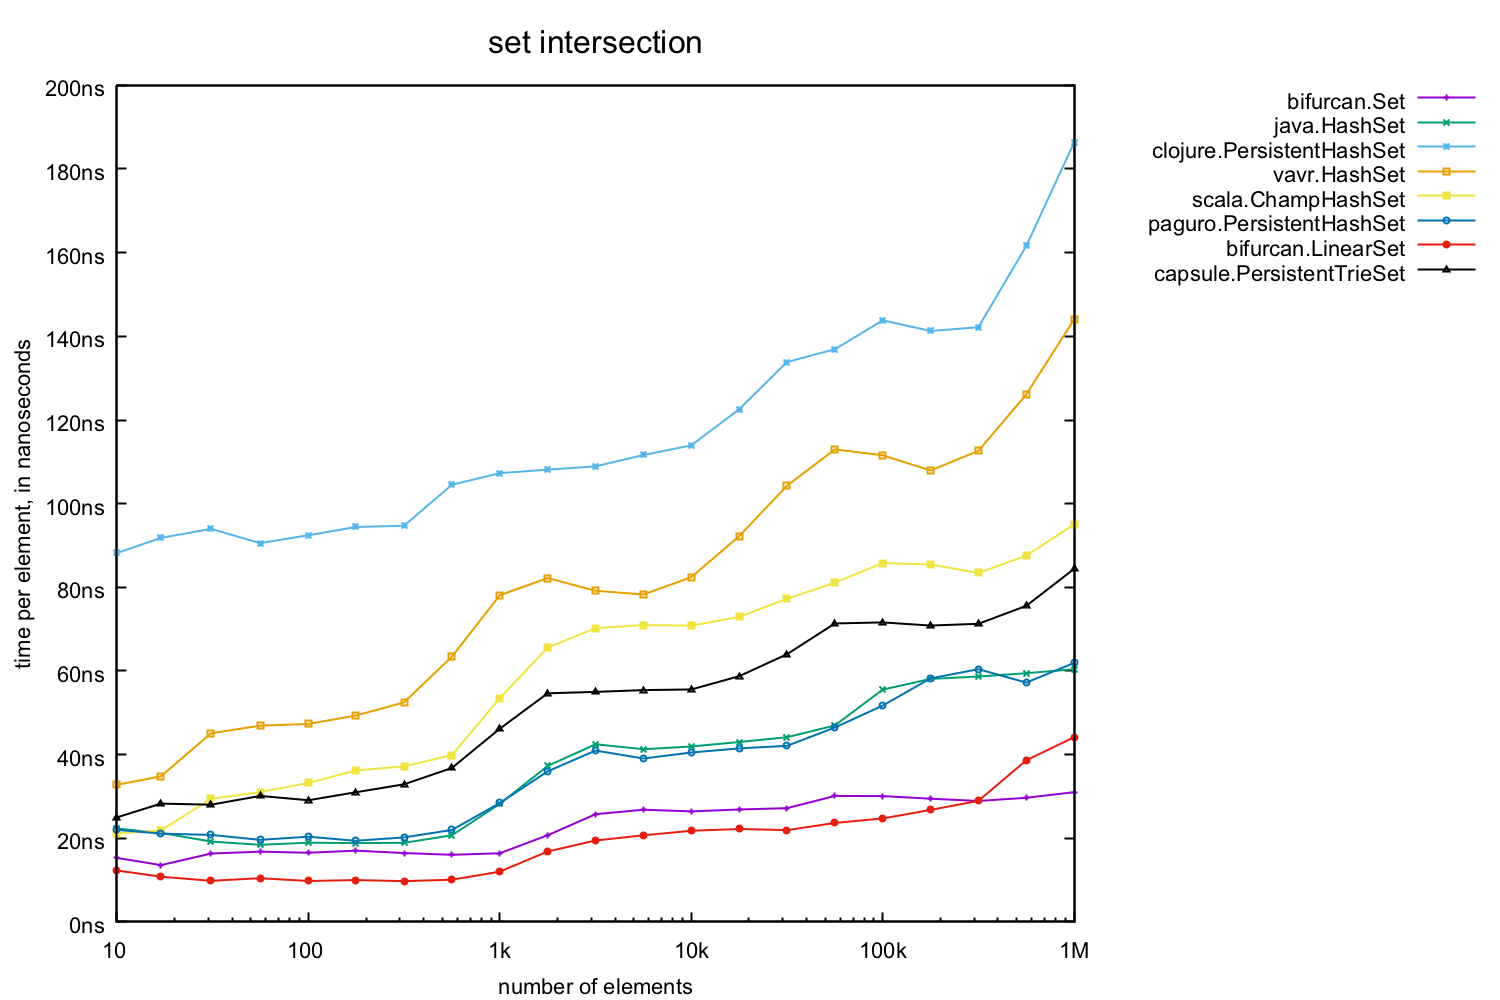 set intersection
200ns
180ns
160ns
140ns
120ns
100ns
80ns
60ns
40ns
20ns
0ns
time per element, in nanoseconds
10
100
1k
10k
100k
1M
number of elements
bifurcan.Set
java.HashSet
clojure.PersistentHashSet
vavr.HashSet
scala.ChampHashSet
paguro.PersistentHashSet
bifurcan.LinearSet
capsule.PersistentTrieSet